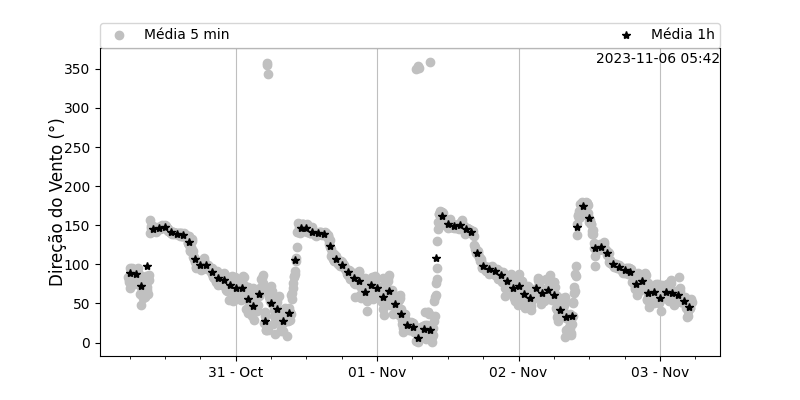 Média 5 min
Média 1h
2023-11-06 05:42
Direção do Vento (°)
350
300
250
200
150
100
50
0
31 - Oct
01 - Nov
02 - Nov
03 - Nov